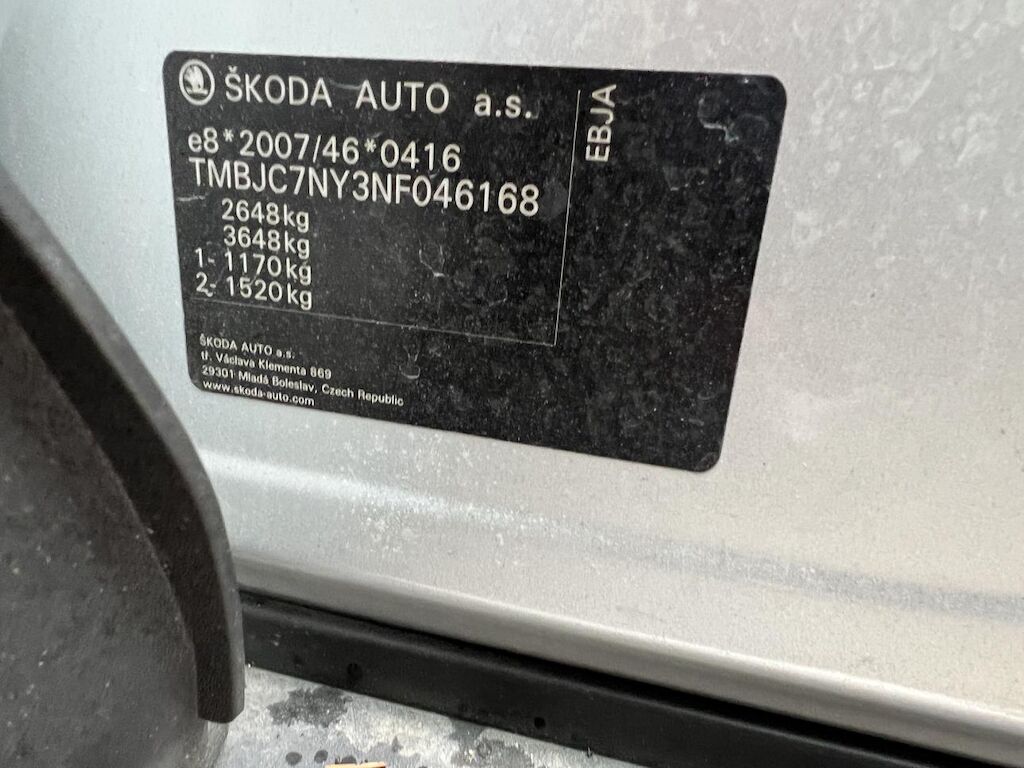 ŠKODA AUTO a.s.
EBJA
e8*2007/46*0416
TMBJC7NY3NF046168
2648kg
3648kg
1- 1170kg
2- 1520kg
ŠKODA AUTO a.s.
tř. Václava Klementa 869
29301 Mladá Boleslav, Czech Republic
www.skoda-auto.com